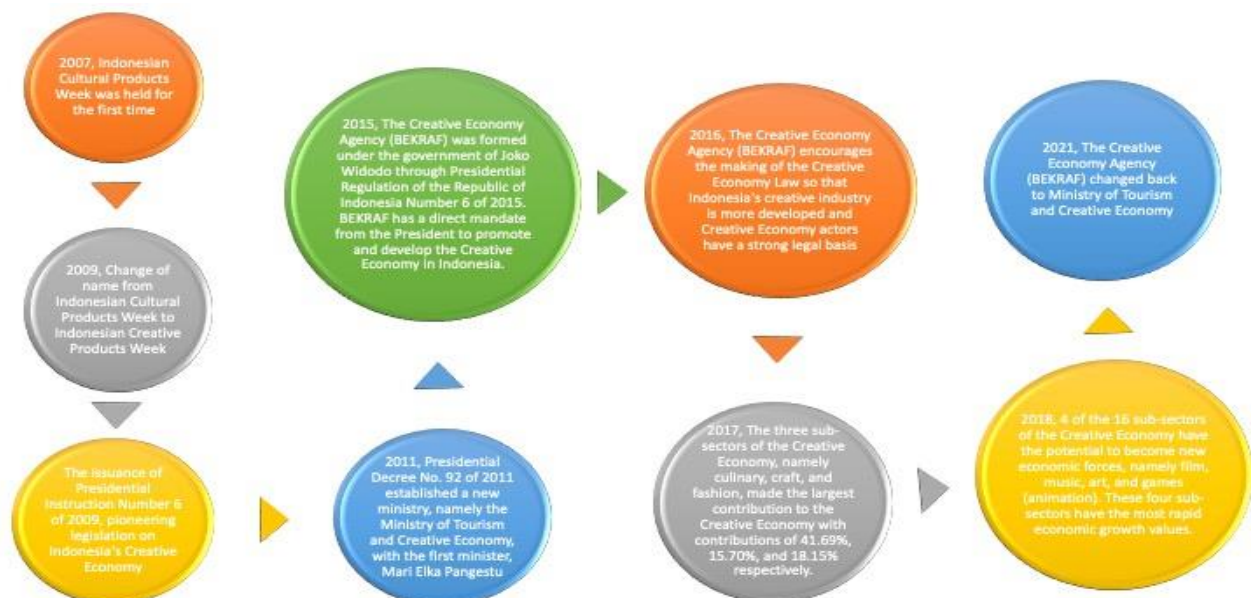 2007, Indonesian
Cultural Products
Week was held for
the first time
2009, Change of
name from
Indonesian Cultural
Products Week to
Indonesian Creative
Products Week
The issuance of
Presidential
Instruction Number 6
of 2009, pioneering
legislation on
Indonesia's Creative
Economy
2011, Presidential
Decree No. 92 of 2011
established a new
ministry, namely the
Ministry of Tourism
and Creative Economy,
with the first minister,
Mari Elka Pangestu
2015, The Creative Economy
Agency (BEKRAF) was formed
under the government of Joko
Widodo through Presidential
Regulation of the Republic of
Indonesia Number 6 of 2015.
BEKRAF has a direct mandate
from the President to promote
and develop the Creative
Economy in Indonesia.
2016, The Creative Economy
Agency (BEKRAF) encourages
the making of the Creative
Economy Law so that
Indonesia's creative industry
is more developed and
Creative Economy actors
have a strong legal basis
2017, The three sub-
sectors of the Creative
Economy, namely
culinary, craft, and
fashion, made the largest
contribution to the
Creative Economy with
contributions of 41.69%,
15.70%, and 18.15%
respectively.
2018, 4 of the 16 sub-sectors
of the Creative Economy have
the potential to become new
economic forces, namely film,
music, art, and games
(animation). These four sub-
sectors have the most rapid
economic growth values.
2021, The Creative
Economy Agency
(BEKRAF) changed back
to Ministry of Tourism
and Creative Economy